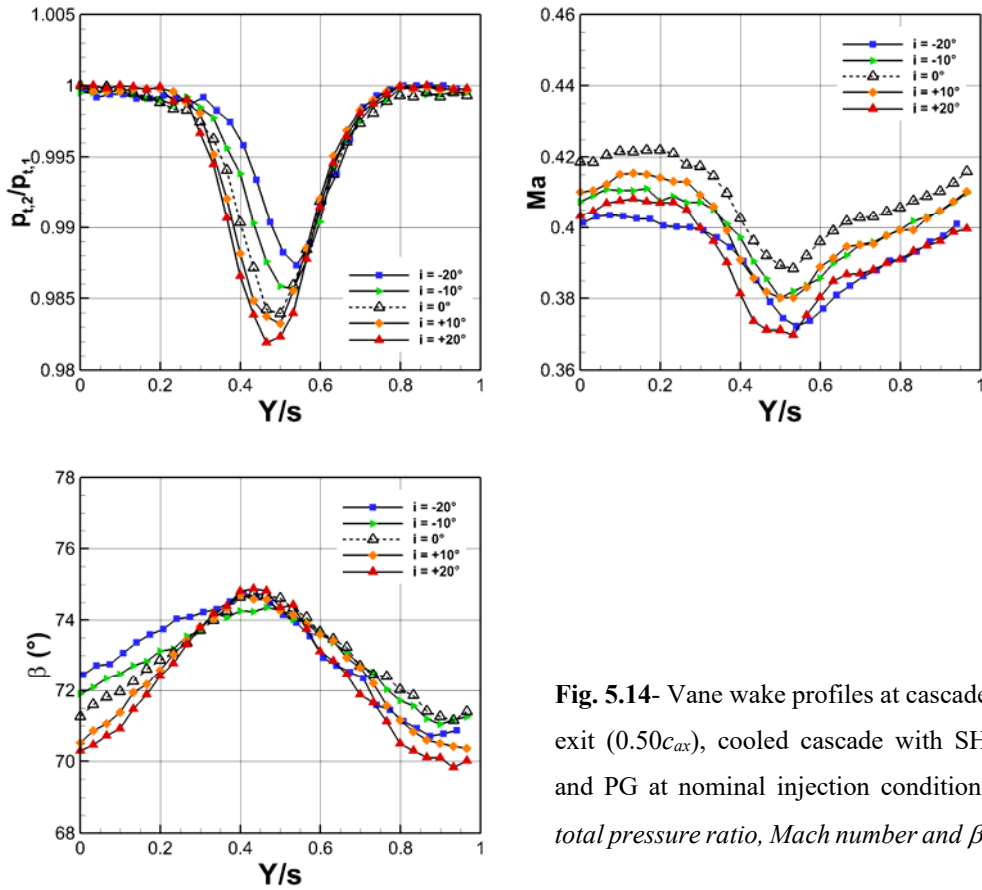 1.005
1
0.995
0.99
0.985
0.98
pt,2/pt,1
i = -20°
i = -10°
i = 0°
i = +10°
i = +20°
0 0.2 0.4 0.6 0.8 1
Y/s
0.46
0.44
0.42
0.4
0.38
0.36
Ma
i = -20°
i = -10°
i = 0°
i = +10°
i = +20°
0 0.2 0.4 0.6 0.8 1
Y/s
78
76
74
72
70
68
β (°)
i = -20°
i = -10°
i = 0°
i = +10°
i = +20°
0 0.2 0.4 0.6 0.8 1
Y/s
Fig. 5.14- Vane wake profiles at cascade
exit (0.50cax), cooled cascade with SH
and PG at nominal injection condition
total pressure ratio, Mach number and β